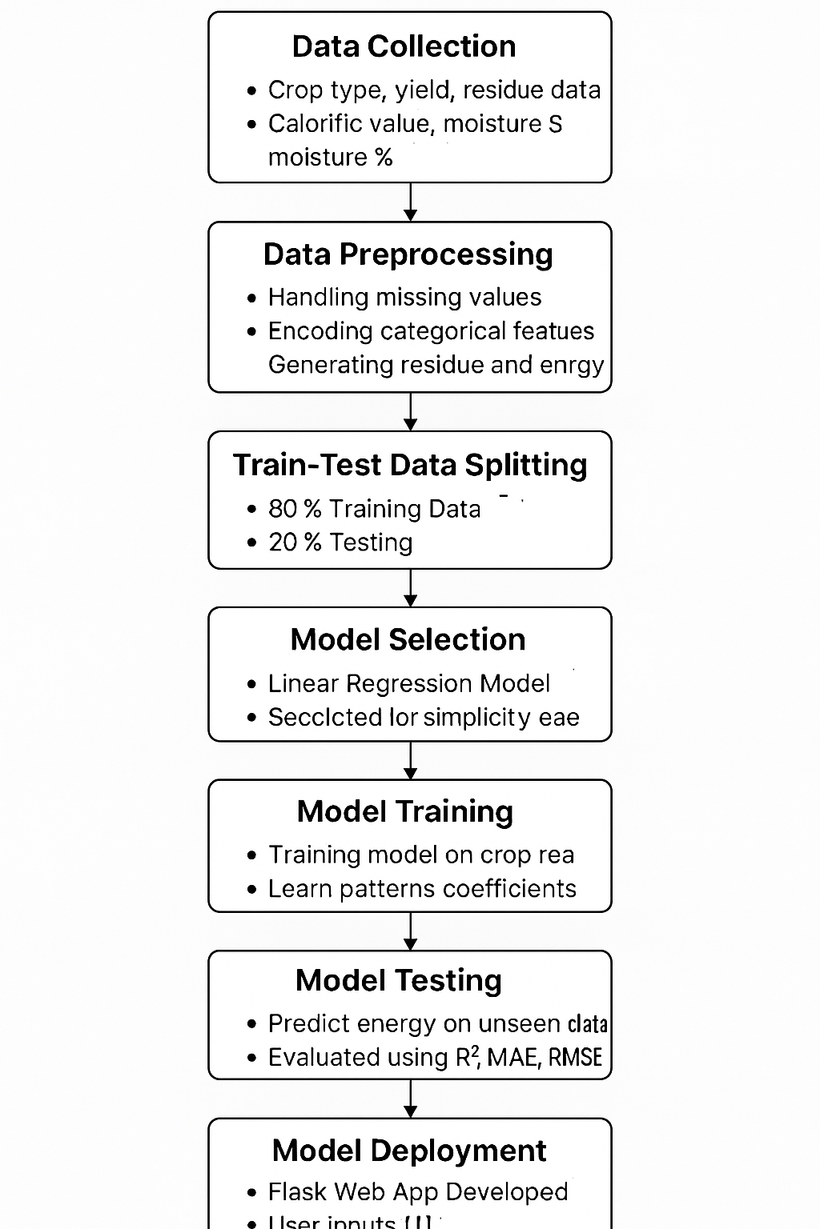 Data Collection
• Crop type, yield, residue data
• Calorific value, moisture S
moisture %
Data Preprocessing
• Handling missing values
• Encoding categorical featues
Generating residue and enrgy
Train-Test Data Splitting
• 80 % Training Data
• 20 % Testing
Model Selection
• Linear Regression Model
• Secclcted lor simplicity eae
Model Training
• Training model on crop rea
• Learn patterns coefficients
Model Testing
• Predict energy on unseen data
• Evaluated using R², MAE, RMSE
Model Deployment
• Flask Web App Developed
• User inputs